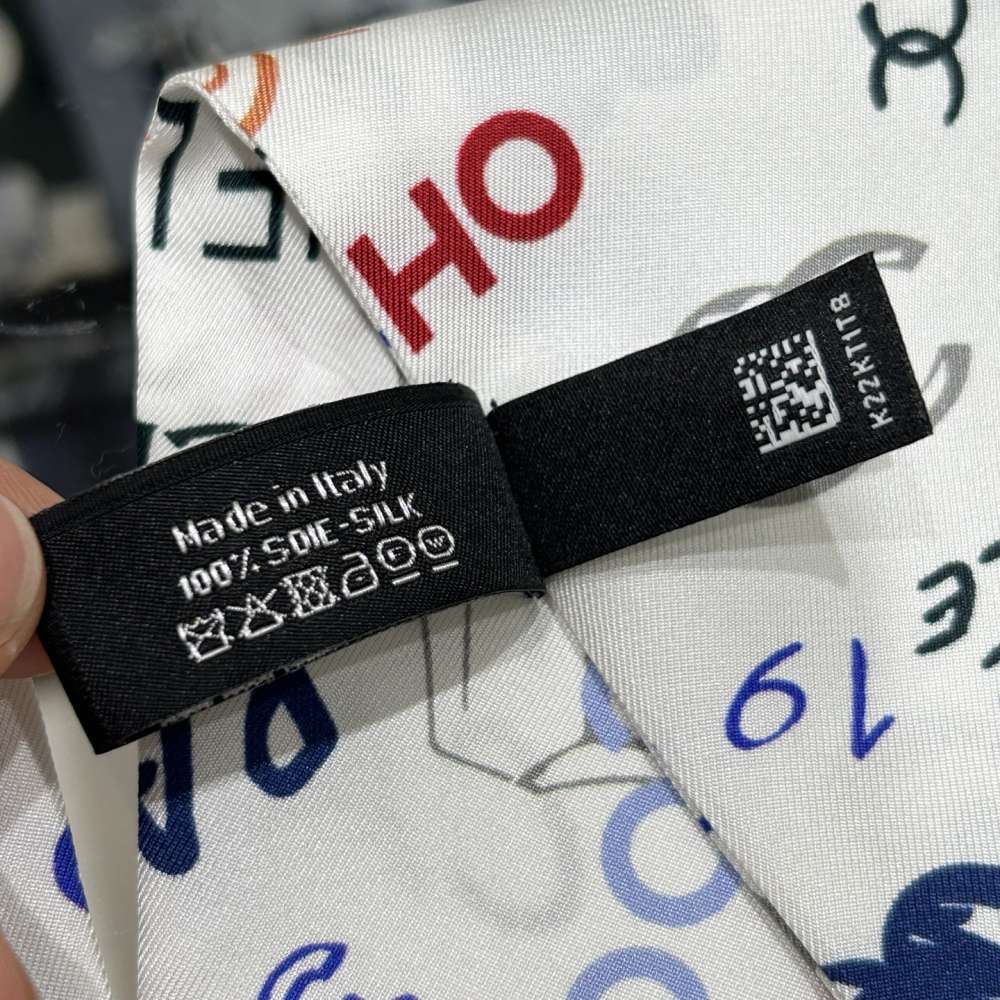 HO
Made in Italy
100% SOIE-SILK
K22KT1T8
19